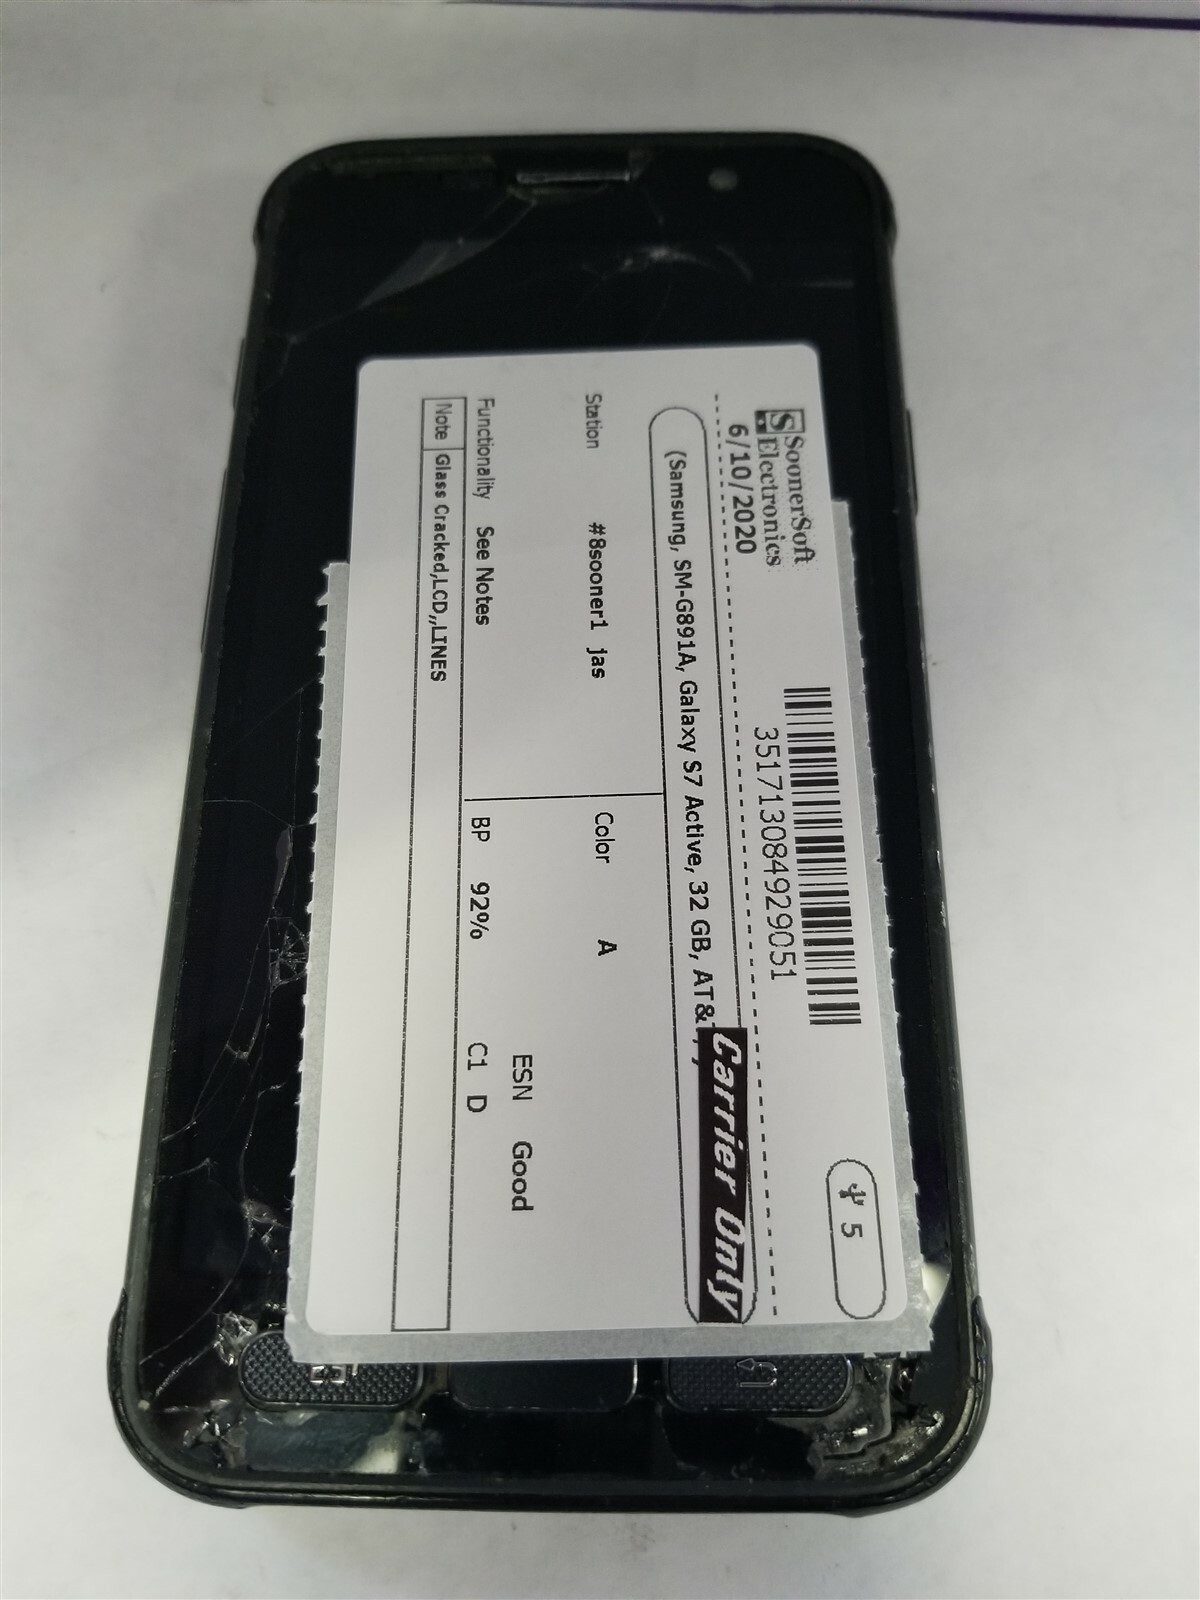 SoonerSoft
Electronics
6/10/2020
351713084929051
5
(Samsung, SM-G891A, Galaxy S7 Active, 32 GB, AT&
Carrier Only
Station #8sooner1 jas
Color A
ESN Good
Functionality See Notes
BP 92%
C1 D
Note Glass Cracked,LCD,,LINES